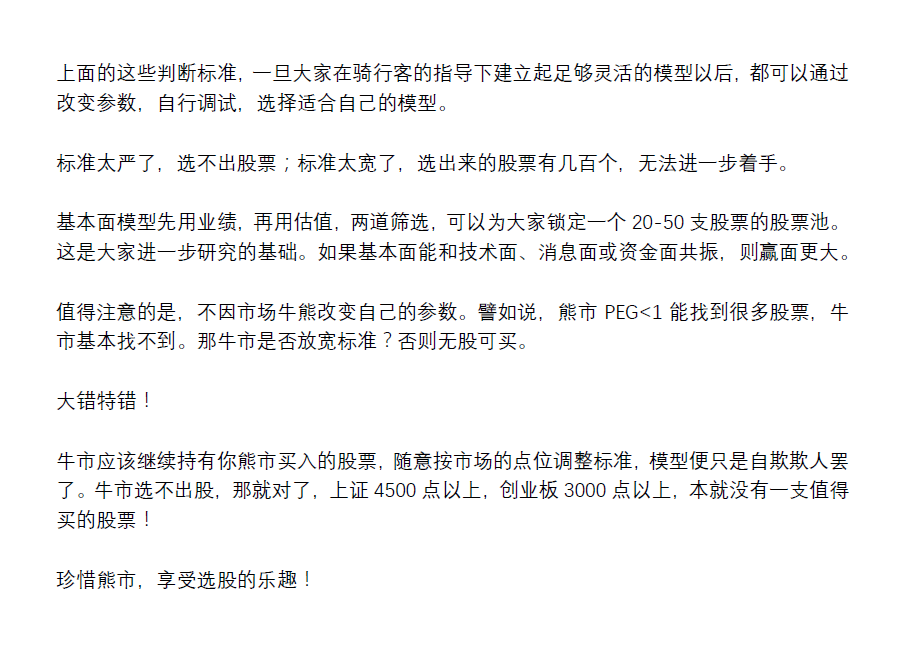 上面的这些判断标准，一旦大家在骑行客的指导下建立起足够灵活的模型以后，都可以通过
改变参数，自行调试，选择适合自己的模型。
标准太严了，选不出股票；标准太宽了，选出来的股票有几百个，无法进一步着手。
基本面模型先用业绩，再用估值，两道筛选，可以为大家锁定一个 20-50 支股票的股票池。
这是大家进一步研究的基础。如果基本面能和技术面、消息面或资金面共振，则赢面更大。
值得注意的是，不因市场牛熊改变自己的参数。譬如说，熊市 PEG<1 能找到很多股票，牛
市基本找不到。那牛市是否放宽标准？否则无股可买。
大错特错！
牛市应该继续持有你熊市买入的股票，随意按市场的点位调整标准，模型便只是自欺欺人罢
了。牛市选不出股，那就对了，上证 4500 点以上，创业板 3000 点以上，本就没有一支值得
买的股票！
珍惜熊市，享受选股的乐趣！